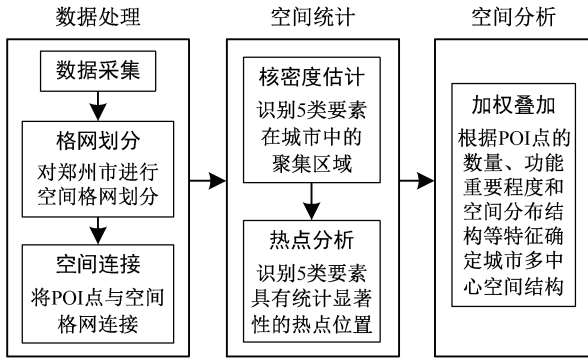 数据处理
数据采集
格网划分
对郑州市进行
空间格网划分
空间连接
将POI点与空间
格网连接
空间统计
核密度估计
识别5类要素
在城市中的
聚集区域
热点分析
识别5类要素
具有统计显著
性的热点位置
空间分析
加权叠加
根据POI点的
数量、功能
重要程度和
空间分布结
构等特征确
定城市多中
心空间结构